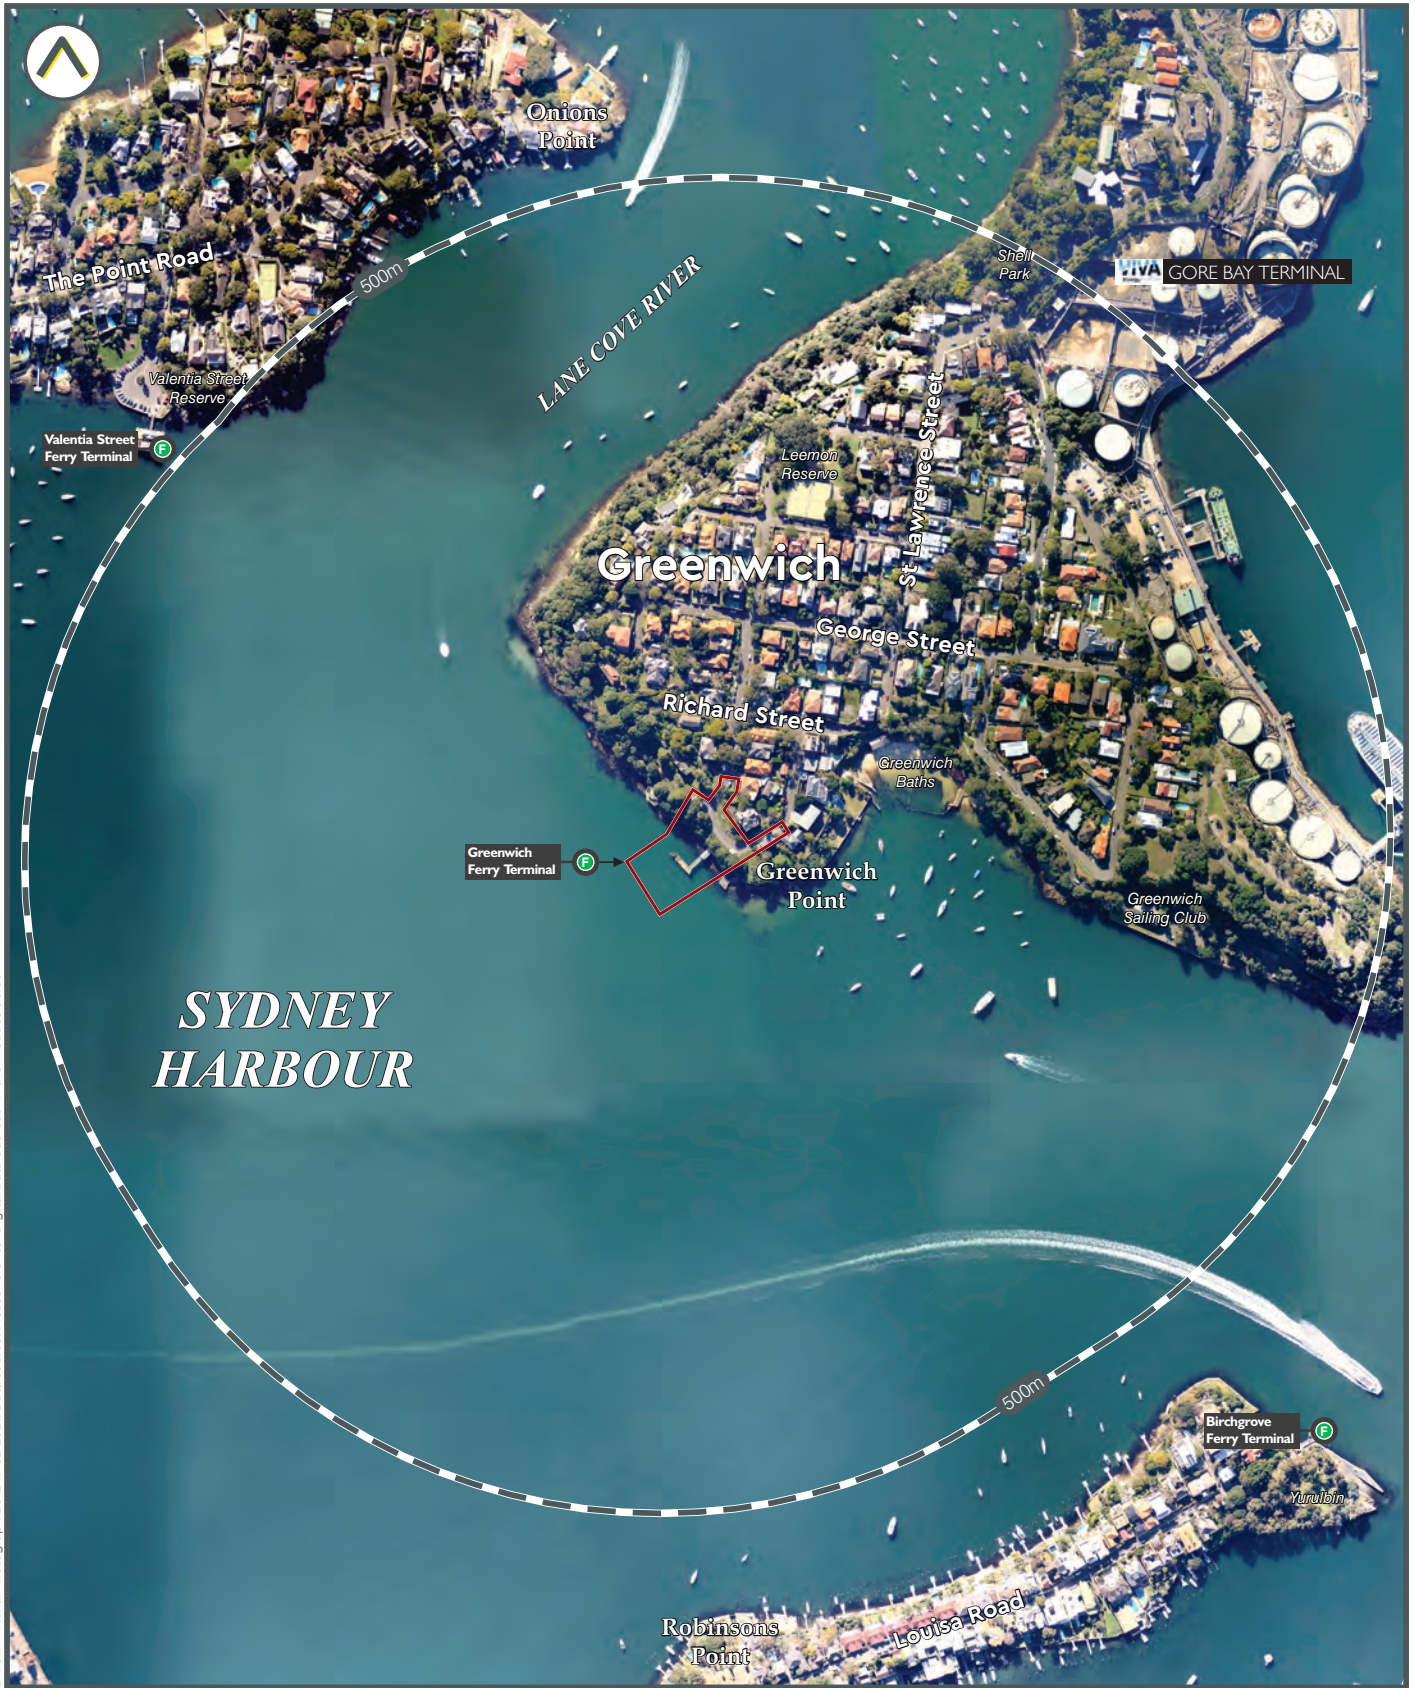 Onions
Point
The Point Road
500m
LANE COVE RIVER
Shell
Park
VIVA
GORE BAY TERMINAL
Valentia Street
Reserve
Valentia Street
Ferry Terminal
F
St Lawrence Street
Leemon
Reserve
Greenwich
George Street
Richard Street
Greenwich
Baths
Greenwich
Ferry Terminal
F
Greenwich
Point
Greenwich
Sailing Club
SYDNEY
HARBOUR
500m
Birchgrove
Ferry Terminal
F
Yurulbin
Louisa Road
Robinsons
Point